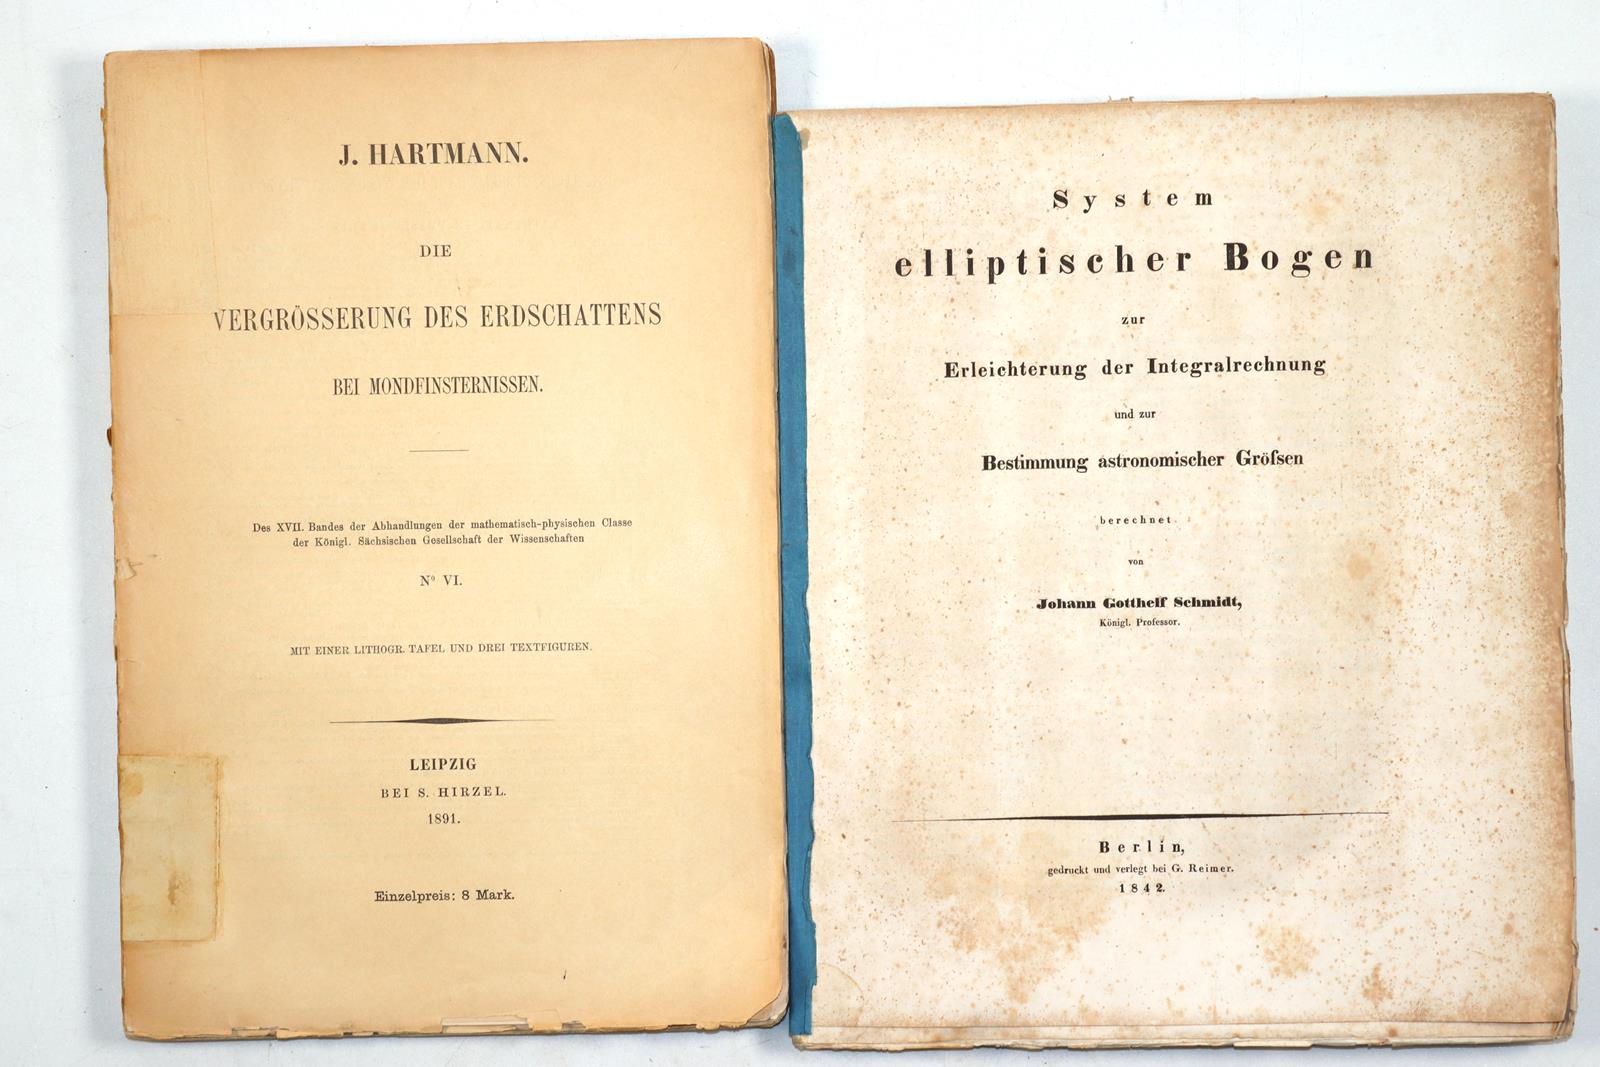 J. HARTMANN.
DIE
VERGRÖSSERUNG DES ERDSCHATTENS
BEI MONDFINSTERNISSEN.
Des XVII. Bandes der Abhandlungen der mathematisch-physischen Classe
der Königl. Sächsischen Gesellschaft der Wissenschaften
Nº VI.
MIT EINER LITHOGR. TAFEL UND DREI TEXTFIGUREN.
LEIPZIG
BEI S. HIRZEL.
1891.
Einzelpreis: 8 Mark.
System
elliptischer Bogen
zur
Erleichterung der Integralrechnung
und zur
Bestimmung astronomischer Gröſsen
berechnet
von
Johann Gotthelf Schmidt,
Königl. Professor.
Berlin,
gedruckt und verlegt bei G. Reimer.
1842.